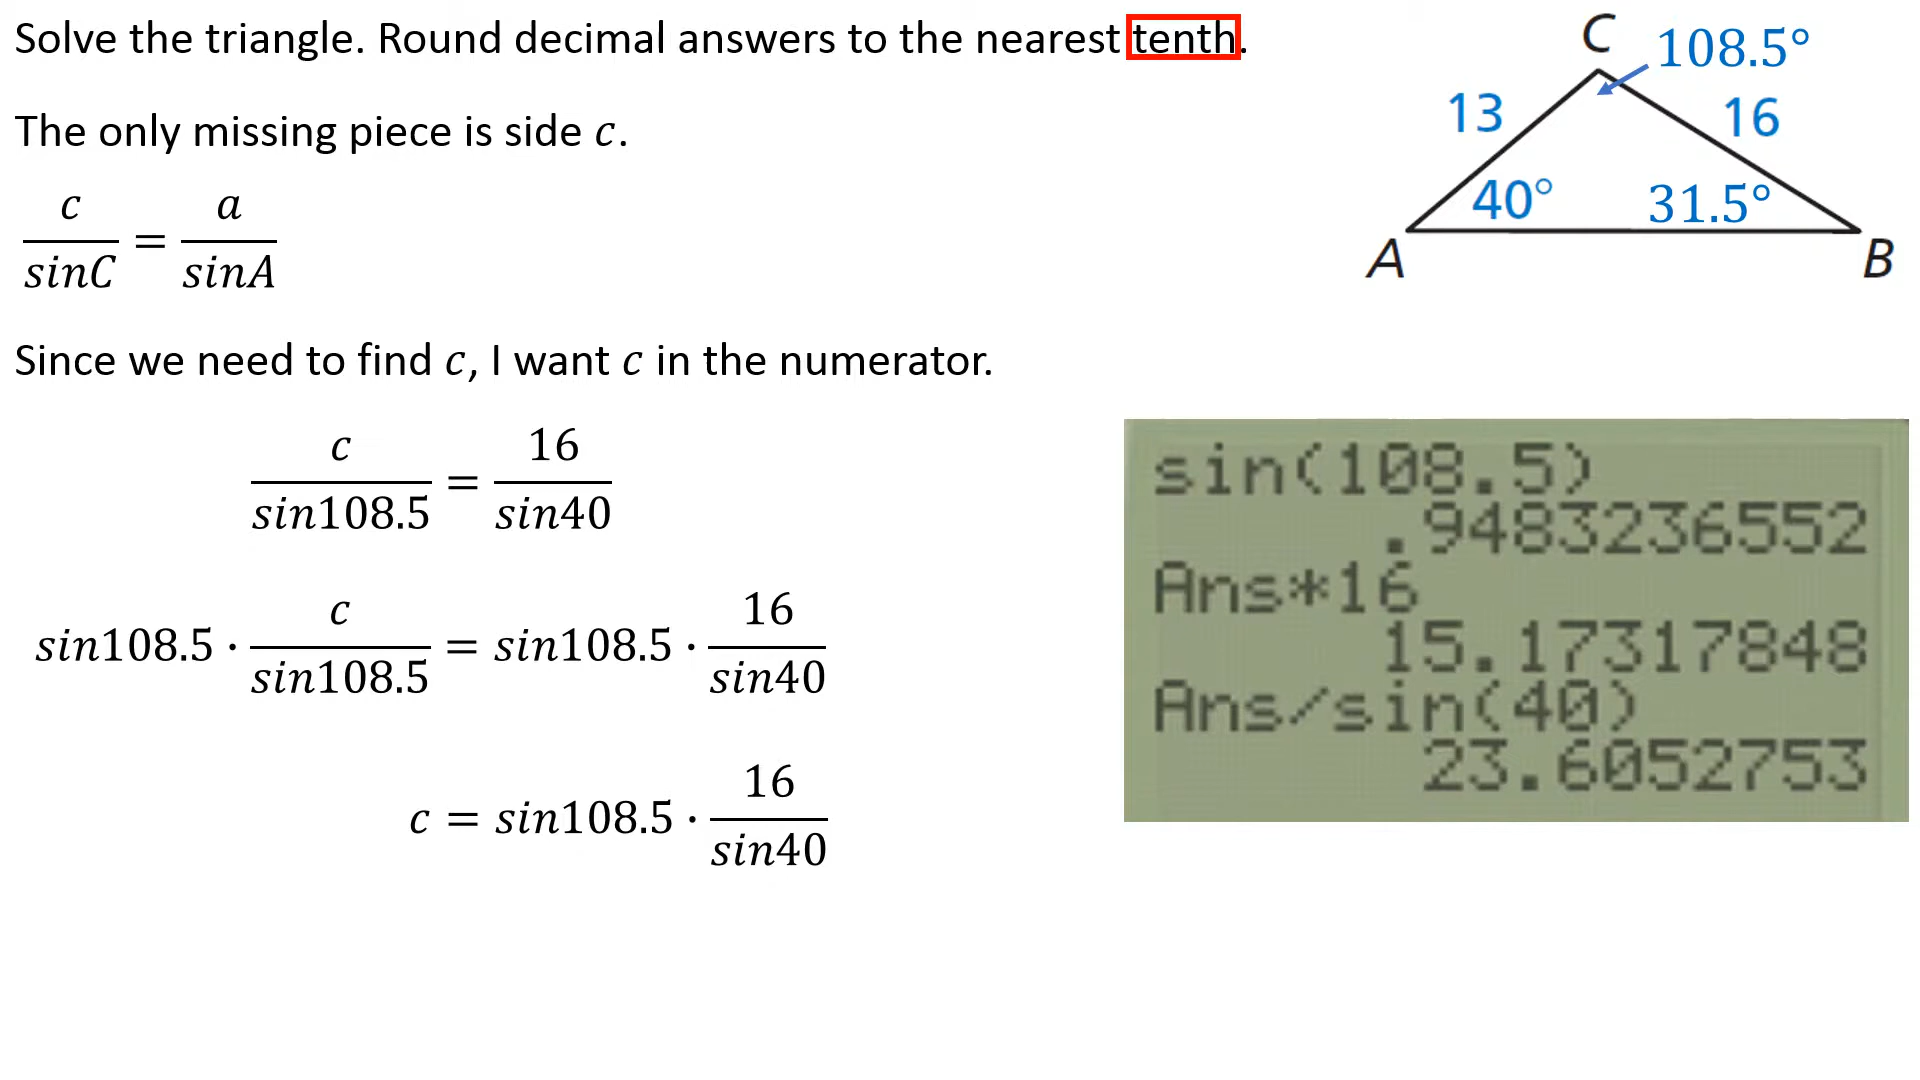 Solve the triangle. Round decimal answers to the nearest tenth.
The only missing piece is side c.
c/sinC = a/sinA
Since we need to find c, I want c in the numerator.
c/sin108.5 = 16/sin40
sin108.5 · c/sin108.5 = sin108.5 · 16/sin40
c = sin108.5 · 16/sin40
C
108.5°
13
16
40°
31.5°
A
B
sin(108.5)
.9483236552
Ans*16
15.17317848
Ans/sin(40)
23.6052753